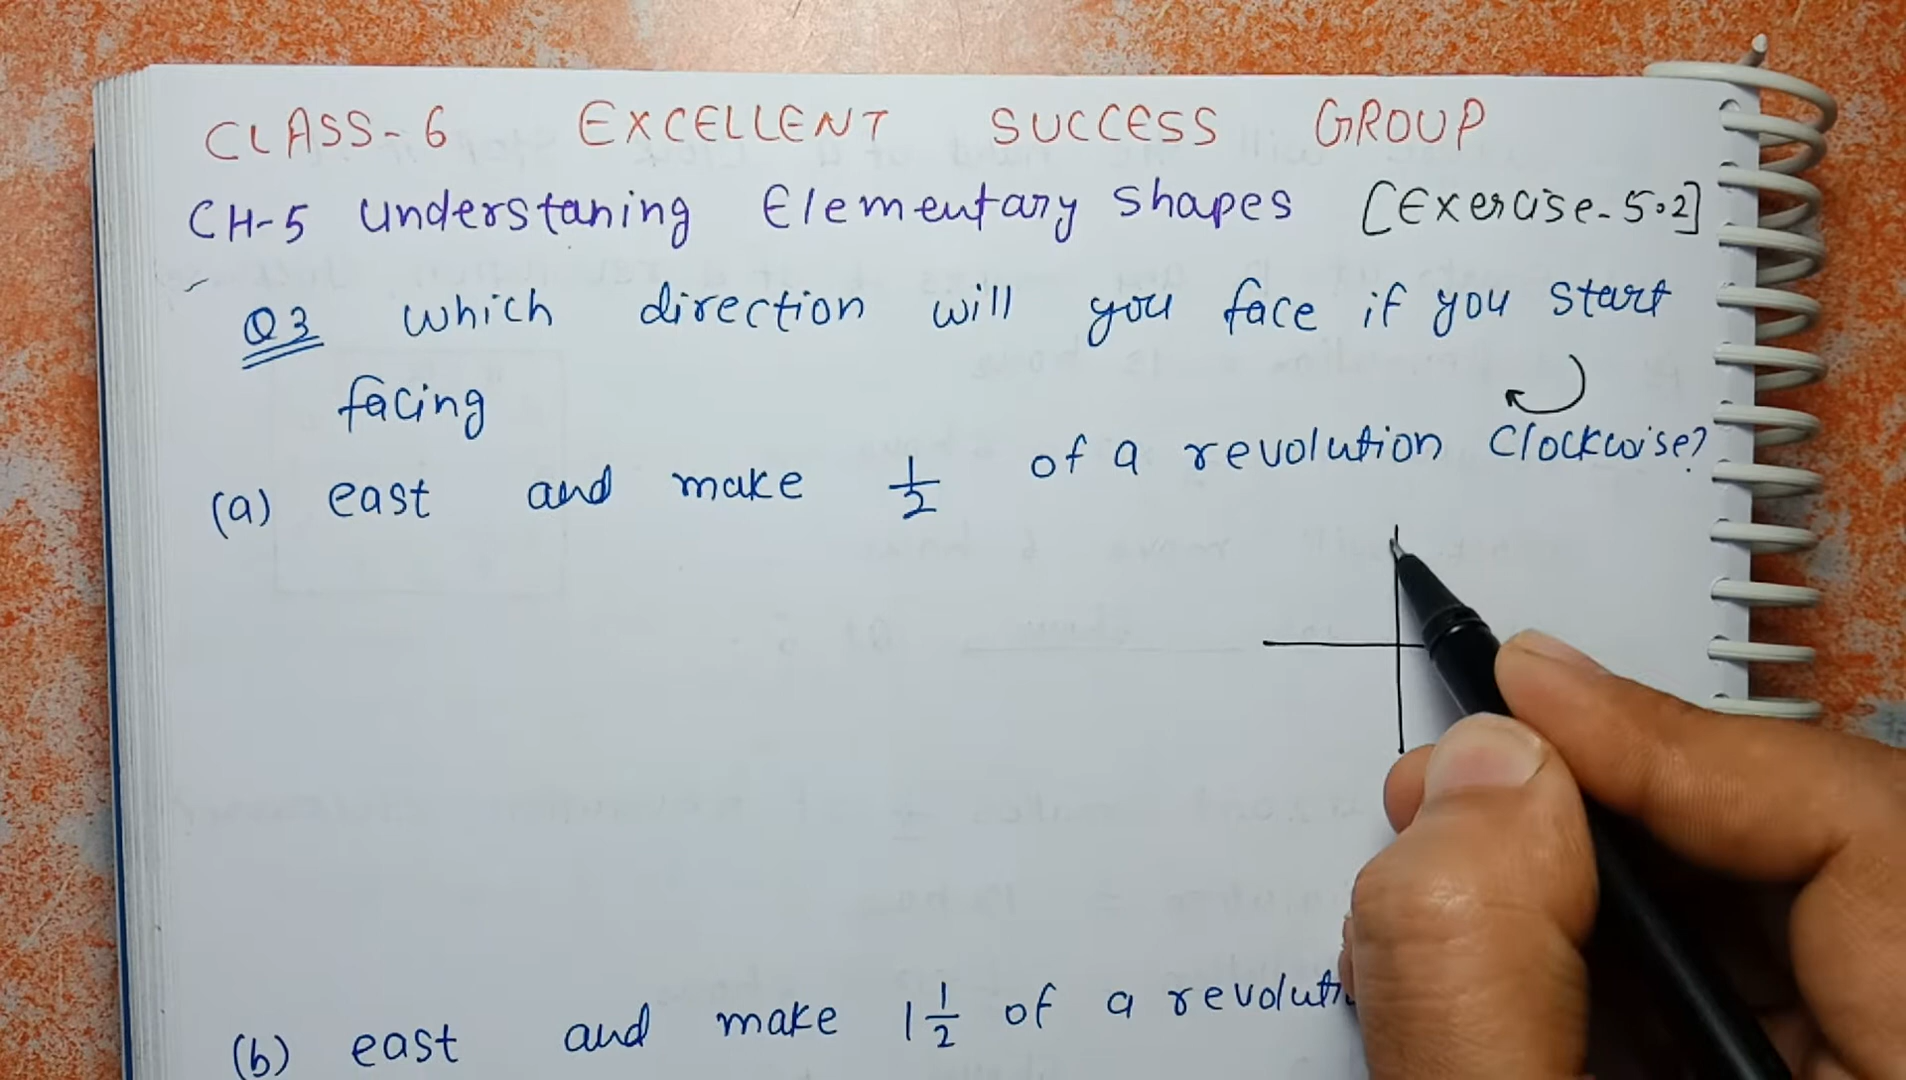 CLASS-6 EXCELLENT SUCCESS GROUP
CH-5 Understaning Elementary shapes [Exercise-5.2]
Q3 which direction will you face if you start
facing
(a) east and make 1/2 of a revolution clockwise?
(b) east and make 1 1/2 of a